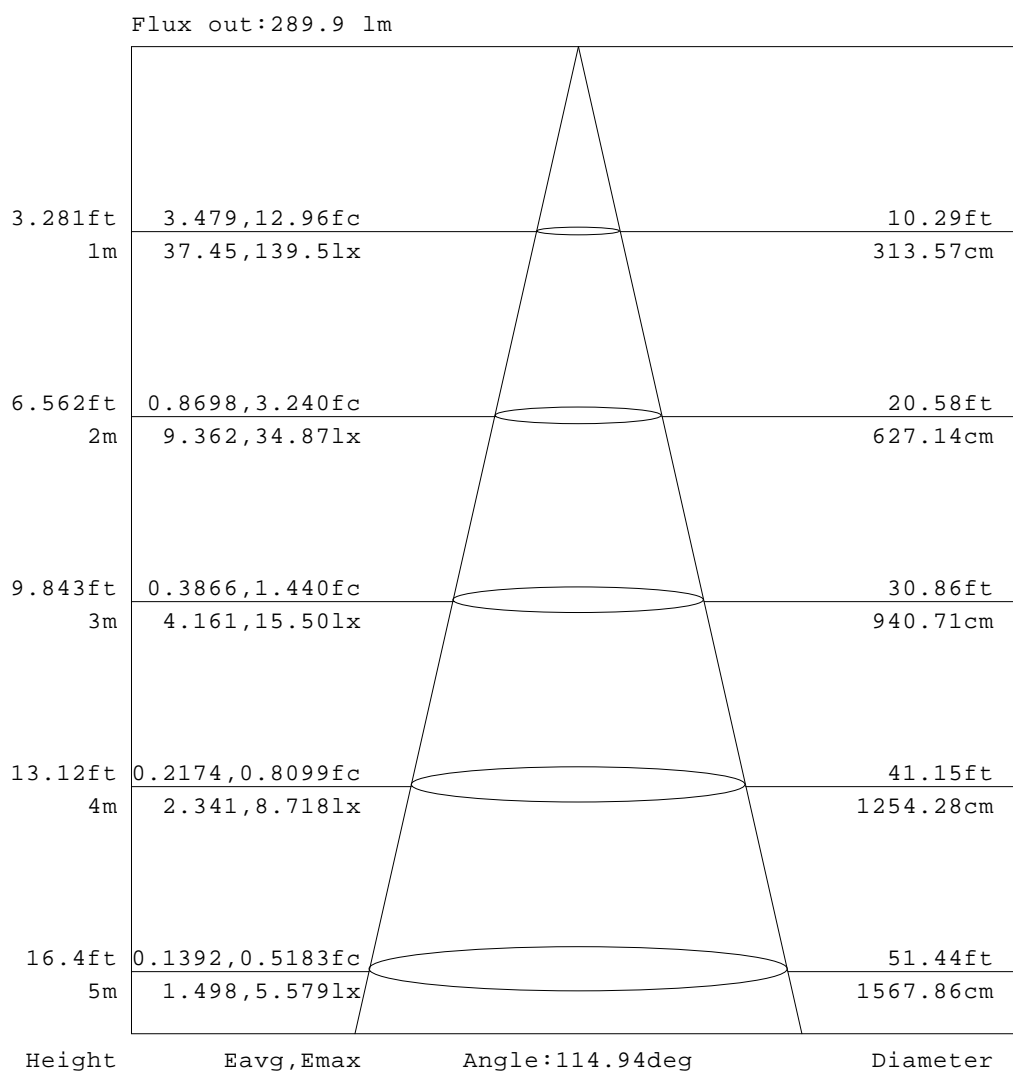 Flux out:289.9 lm
3.281ft 3.479,12.96fc 10.29ft
1m 37.45,139.5lx 313.57cm
6.562ft 0.8698,3.240fc 20.58ft
2m 9.362,34.87lx 627.14cm
9.843ft 0.3866,1.440fc 30.86ft
3m 4.161,15.50lx 940.71cm
13.12ft 0.2174,0.8099fc 41.15ft
4m 2.341,8.718lx 1254.28cm
16.4ft 0.1392,0.5183fc 51.44ft
5m 1.498,5.579lx 1567.86cm
Height Eavg,Emax Angle:114.94deg Diameter